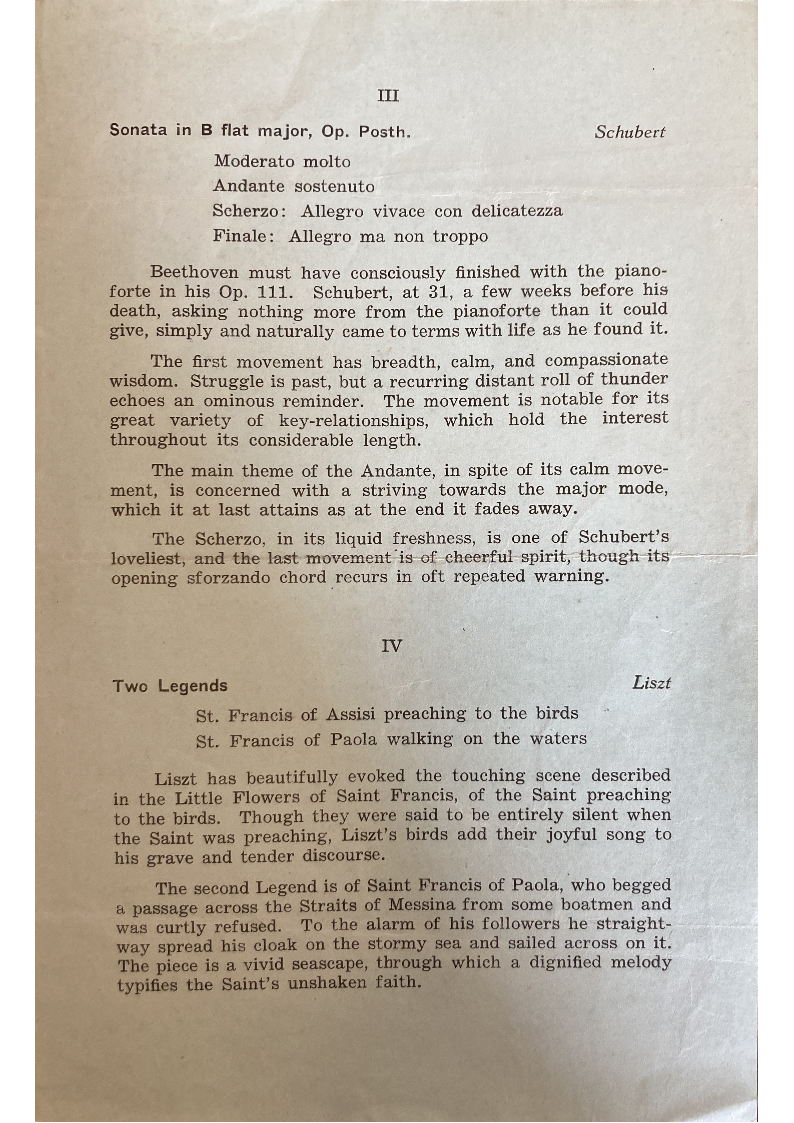 III
Sonata in B flat major, Op. Posth. Schubert
Moderato molto
Andante sostenuto
Scherzo: Allegro vivace con delicatezza
Finale: Allegro ma non troppo
Beethoven must have consciously finished with the piano-
forte in his Op. 111. Schubert, at 31, a few weeks before his
death, asking nothing more from the pianoforte than it could
give, simply and naturally came to terms with life as he found it.
The first movement has breadth, calm, and compassionate
wisdom. Struggle is past, but a recurring distant roll of thunder
echoes an ominous reminder. The movement is notable for its
great variety of key-relationships, which hold the interest
throughout its considerable length.
The main theme of the Andante, in spite of its calm move-
ment, is concerned with a striving towards the major mode,
which it at last attains as at the end it fades away.
The Scherzo, in its liquid freshness, is one of Schubert's
loveliest, and the last movement is of cheerful spirit, though its
opening sforzando chord recurs in oft repeated warning.
IV
Two Legends Liszt
St. Francis of Assisi preaching to the birds
St. Francis of Paola walking on the waters
Liszt has beautifully evoked the touching scene described
in the Little Flowers of Saint Francis, of the Saint preaching
to the birds. Though they were said to be entirely silent when
the Saint was preaching, Liszt's birds add their joyful song to
his grave and tender discourse.
The second Legend is of Saint Francis of Paola, who begged
a passage across the Straits of Messina from some boatmen and
was curtly refused. To the alarm of his followers he straight-
way spread his cloak on the stormy sea and sailed across on it.
The piece is a vivid seascape, through which a dignified melody
typifies the Saint's unshaken faith.